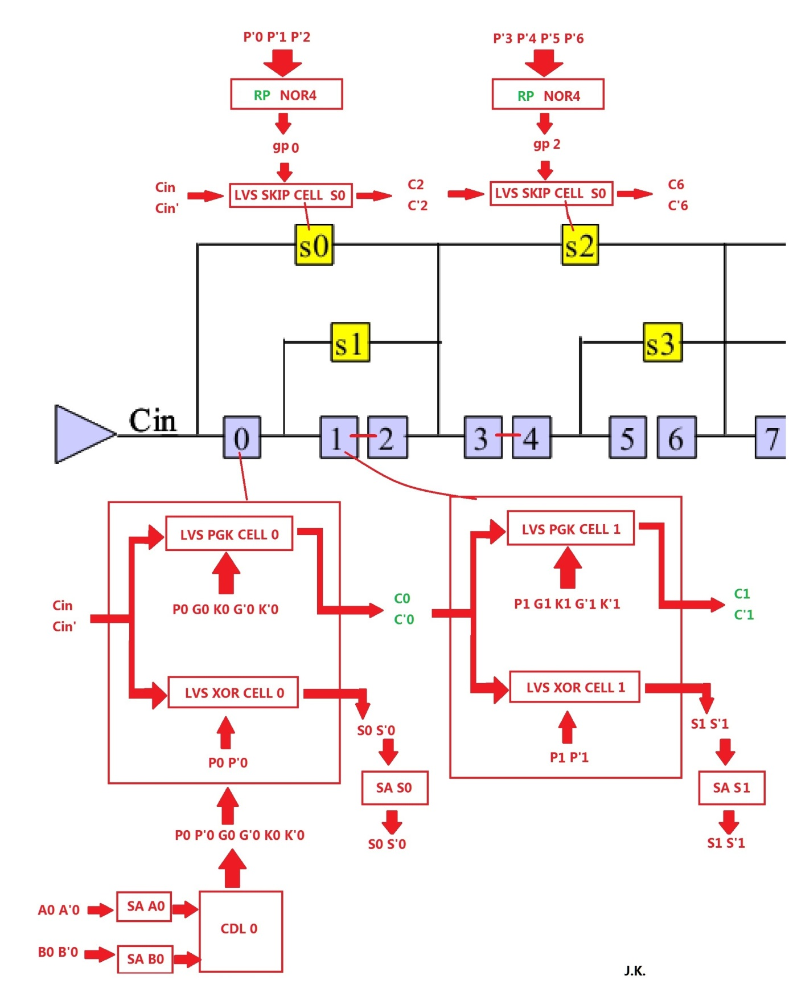 P'0 P'1 P'2
P'3 P'4 P'5 P'6
RP NOR4
RP NOR4
gp 0
gp 2
Cin
Cin'
LVS SKIP CELL S0
C2
C'2
LVS SKIP CELL S0
C6
C'6
s0
s2
s1
s3
Cin
0
1
2
3
4
5
6
7
LVS PGK CELL 0
LVS PGK CELL 1
P0 G0 K0 G'0 K'0
P1 G1 K1 G'1 K'1
Cin
Cin'
C0
C'0
C1
C'1
LVS XOR CELL 0
LVS XOR CELL 1
S0 S'0
S1 S'1
P0 P'0
P1 P'1
SA S0
SA S1
P0 P'0 G0 G'0 K0 K'0
S0 S'0
S1 S'1
A0 A'0
SA A0
CDL 0
B0 B'0
SA B0
J.K.